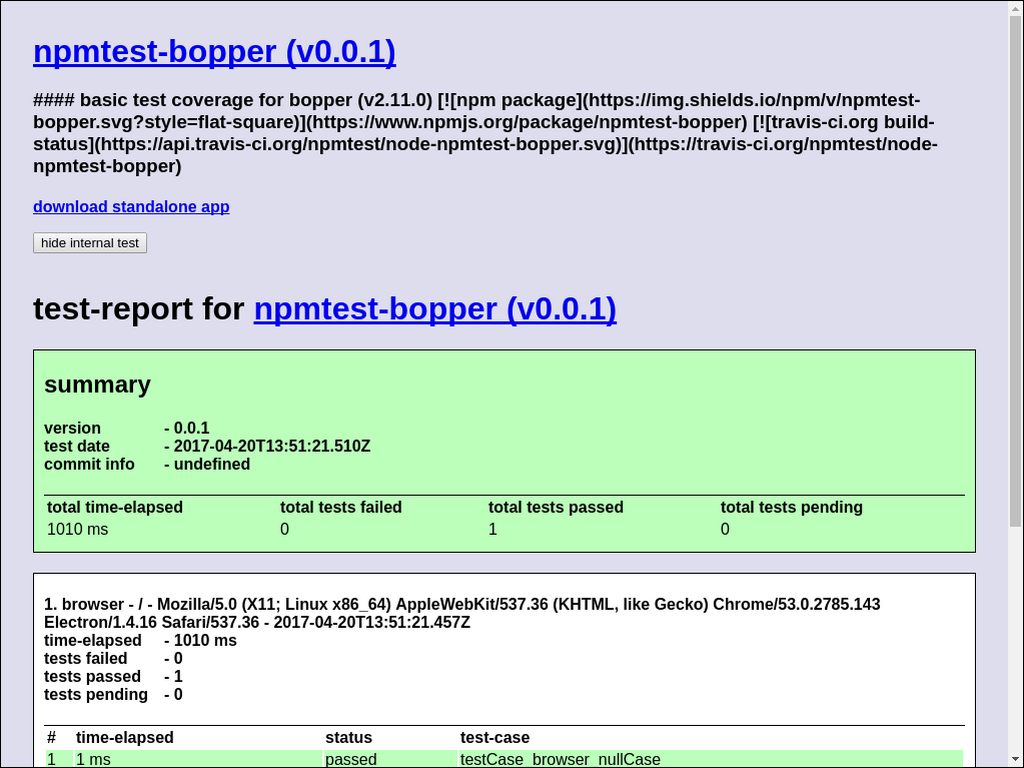 npmtest-bopper (v0.0.1)
#### basic test coverage for bopper (v2.11.0) [![npm package](https://img.shields.io/npm/v/npmtest-
bopper.svg?style=flat-square)](https://www.npmjs.org/package/npmtest-bopper) [![travis-ci.org build-
status](https://api.travis-ci.org/npmtest/node-npmtest-bopper.svg)](https://travis-ci.org/npmtest/node-
npmtest-bopper)
download standalone app
hide internal test
test-report for npmtest-bopper (v0.0.1)
summary
version - 0.0.1
test date - 2017-04-20T13:51:21.510Z
commit info - undefined
total time-elapsed total tests failed total tests passed total tests pending
1010 ms 0 1 0
1. browser - / - Mozilla/5.0 (X11; Linux x86_64) AppleWebKit/537.36 (KHTML, like Gecko) Chrome/53.0.2785.143
Electron/1.4.16 Safari/537.36 - 2017-04-20T13:51:21.457Z
time-elapsed - 1010 ms
tests failed - 0
tests passed - 1
tests pending - 0
# time-elapsed status test-case
1 1 ms passed testCase_browser_nullCase